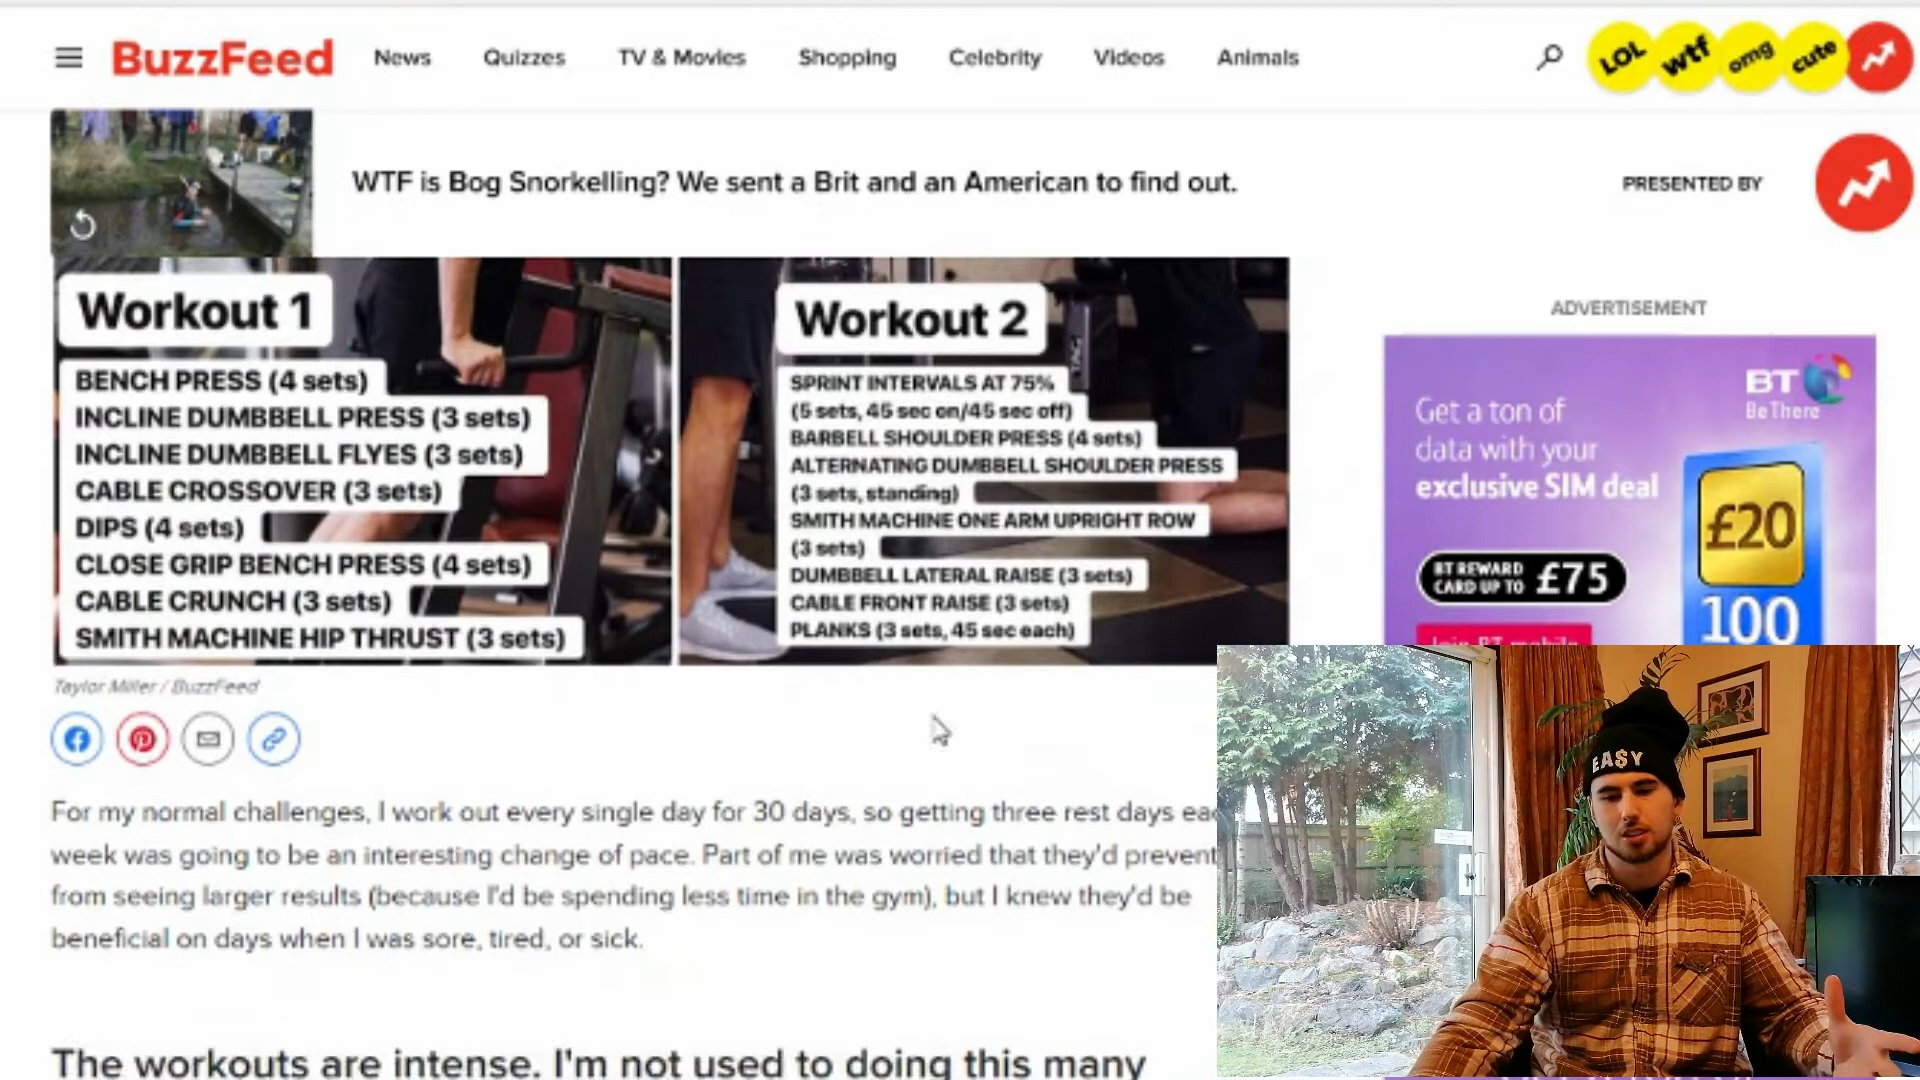 BuzzFeed News Quizzes TV & Movies Shopping Celebrity Videos Animals LOL wtf omg cute
WTF is Bog Snorkelling? We sent a Brit and an American to find out.
PRESENTED BY
Workout 1
BENCH PRESS (4 sets)
INCLINE DUMBBELL PRESS (3 sets)
INCLINE DUMBBELL FLYES (3 sets)
CABLE CROSSOVER (3 sets)
DIPS (4 sets)
CLOSE GRIP BENCH PRESS (4 sets)
CABLE CRUNCH (3 sets)
SMITH MACHINE HIP THRUST (3 sets)
Workout 2
SPRINT INTERVALS AT 75%
(5 sets, 45 sec on/45 sec off)
BARBELL SHOULDER PRESS (4 sets)
ALTERNATING DUMBBELL SHOULDER PRESS
(3 sets, standing)
SMITH MACHINE ONE ARM UPRIGHT ROW
(3 sets)
DUMBBELL LATERAL RAISE (3 sets)
CABLE FRONT RAISE (3 sets)
PLANKS (3 sets, 45 sec each)
ADVERTISEMENT
BT
Be There
Get a ton of
data with your
exclusive SIM deal
BT REWARD
CARD UP TO £75
£20
100
Join BT mobile
Taylor Miller / BuzzFeed
For my normal challenges, I work out every single day for 30 days, so getting three rest days eac
week was going to be an interesting change of pace. Part of me was worried that they'd prevent
from seeing larger results (because I'd be spending less time in the gym), but I knew they'd be
beneficial on days when I was sore, tired, or sick.
The workouts are intense. I'm not used to doing this many
EA$Y